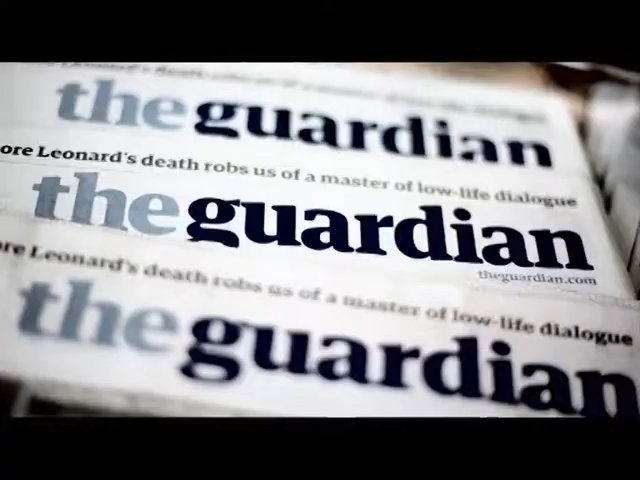 the guardian
ore Leonard's death robs us of a master of low-life dialogue
the guardian
theguardian.com
re Leonard's death robs us of a master of low-life dialogue
the guardian